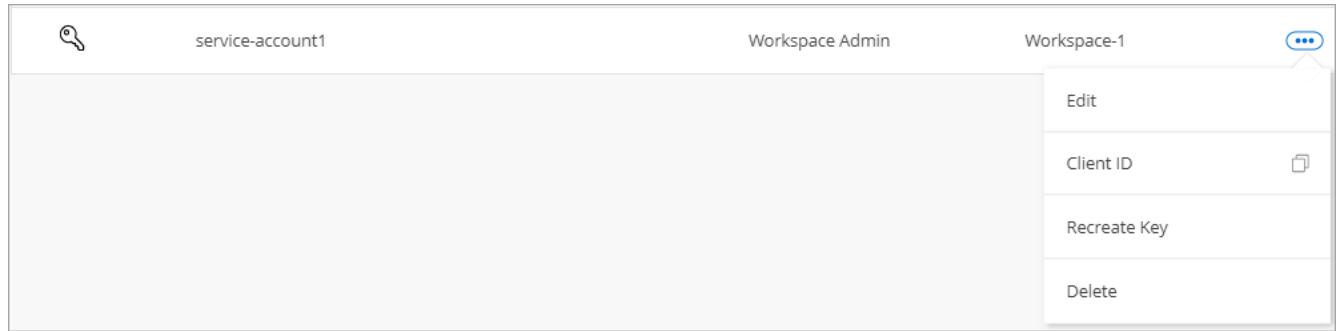 service-account1 Workspace Admin Workspace-1
Edit
Client ID
Recreate Key
Delete